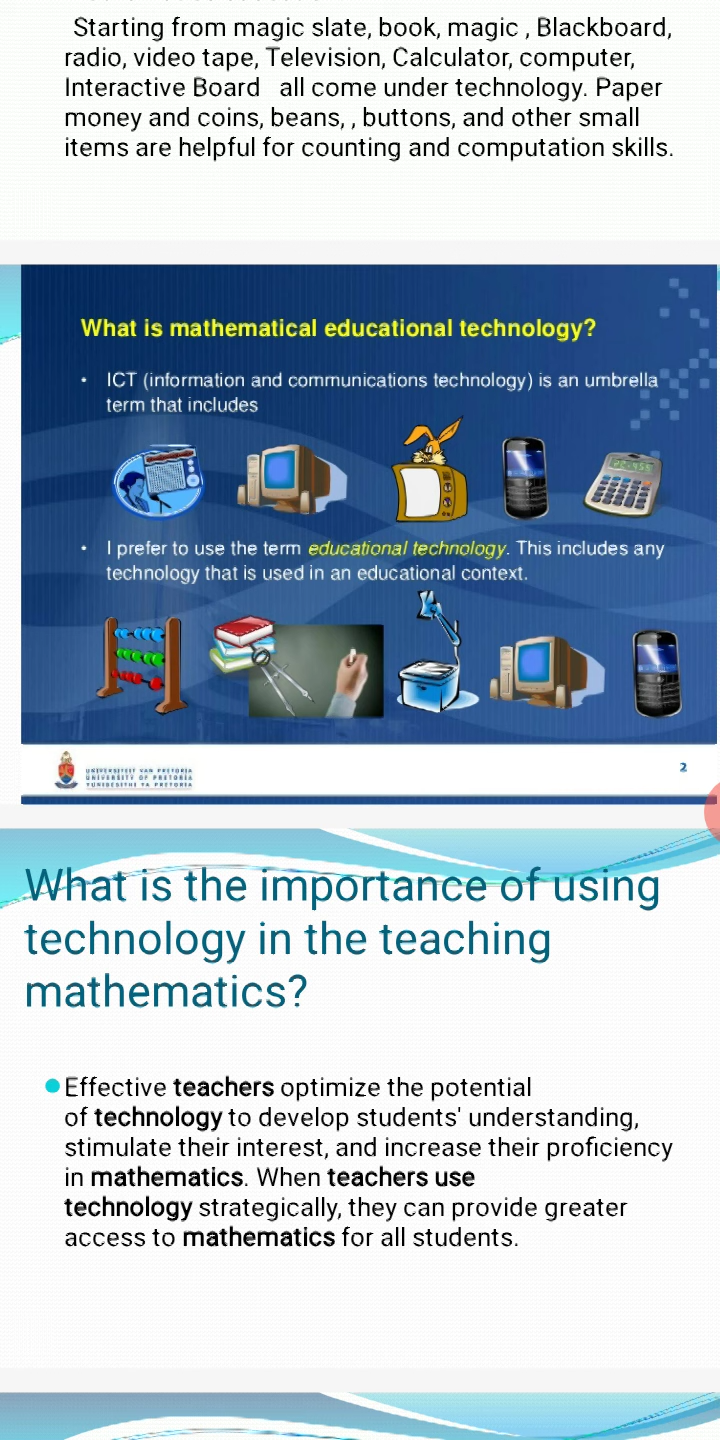 Starting from magic slate, book, magic , Blackboard,
radio, video tape, Television, Calculator, computer,
Interactive Board   all come under technology. Paper
money and coins, beans, , buttons, and other small
items are helpful for counting and computation skills.
What is mathematical educational technology?
• ICT (information and communications technology) is an umbrella
term that includes
• I prefer to use the term educational technology. This includes any
technology that is used in an educational context.
UNIVERSITEIT VAN PRETORIA
UNIVERSITY OF PRETORIA
YUNIBESITHI YA PRETORIA
2
What is the importance of using
technology in the teaching
mathematics?
Effective teachers optimize the potential
of technology to develop students' understanding,
stimulate their interest, and increase their proficiency
in mathematics. When teachers use
technology strategically, they can provide greater
access to mathematics for all students.